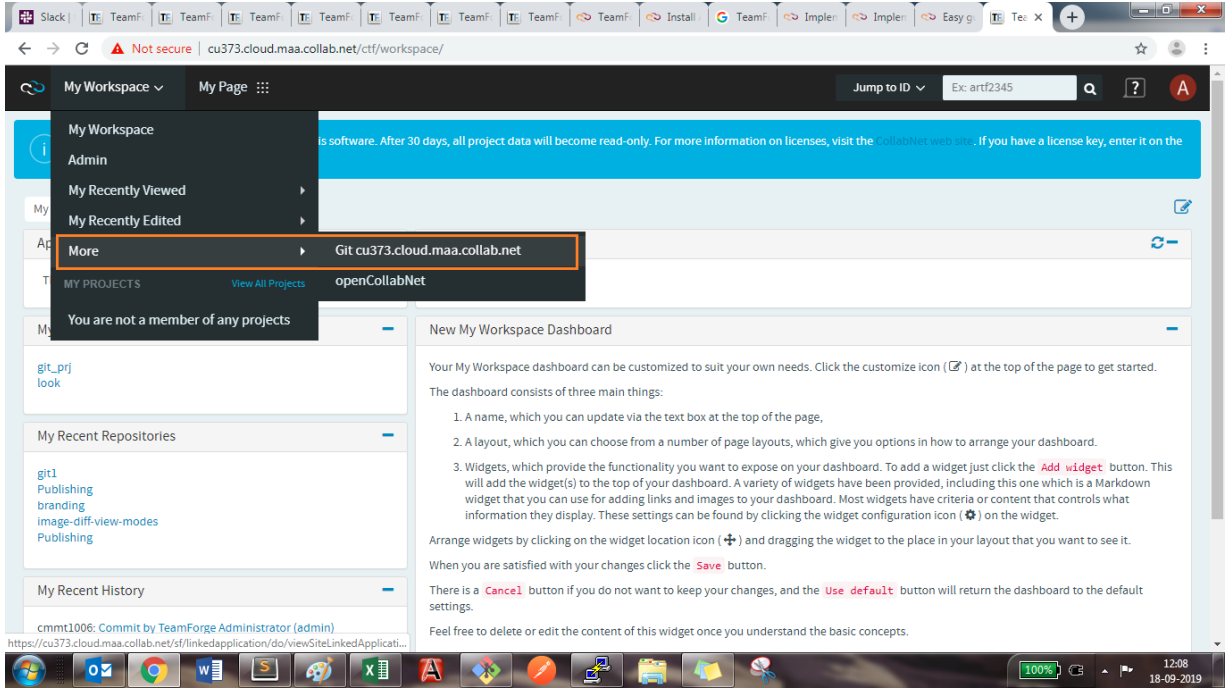 Slack |
TeamF
TeamF
TeamF
TeamF
TeamF
TeamF
TeamF
TeamF
Install
TeamF
Implen
Implen
Easy g
Tea
Not secure | cu373.cloud.maa.collab.net/ctf/workspace/
My Workspace
My Page
Jump to ID
Ex: artf2345
A
My Workspace
Admin
My Recently Viewed
My Recently Edited
More
Git cu373.cloud.maa.collab.net
openCollabNet
MY PROJECTS
View All Projects
You are not a member of any projects
is software. After 30 days, all project data will become read-only. For more information on licenses, visit the CollabNet web site. If you have a license key, enter it on the
My
Ap
T
My
git_prj
look
My Recent Repositories
git1
Publishing
branding
image-diff-view-modes
Publishing
My Recent History
cmmt1006: Commit by TeamForge Administrator (admin)
New My Workspace Dashboard
Your My Workspace dashboard can be customized to suit your own needs. Click the customize icon ( ) at the top of the page to get started.
The dashboard consists of three main things:
1. A name, which you can update via the text box at the top of the page,
2. A layout, which you can choose from a number of page layouts, which give you options in how to arrange your dashboard.
3. Widgets, which provide the functionality you want to expose on your dashboard. To add a widget just click the Add widget button. This
will add the widget(s) to the top of your dashboard. A variety of widgets have been provided, including this one which is a Markdown
widget that you can use for adding links and images to your dashboard. Most widgets have criteria or content that controls what
information they display. These settings can be found by clicking the widget configuration icon ( ) on the widget.
Arrange widgets by clicking on the widget location icon ( ) and dragging the widget to the place in your layout that you want to see it.
When you are satisfied with your changes click the Save button.
There is a Cancel button if you do not want to keep your changes, and the Use default button will return the dashboard to the default
settings.
Feel free to delete or edit the content of this widget once you understand the basic concepts.
https://cu373.cloud.maa.collab.net/sf/linkedapplication/do/viewSiteLinkedApplicati...
100%
12:08
18-09-2019